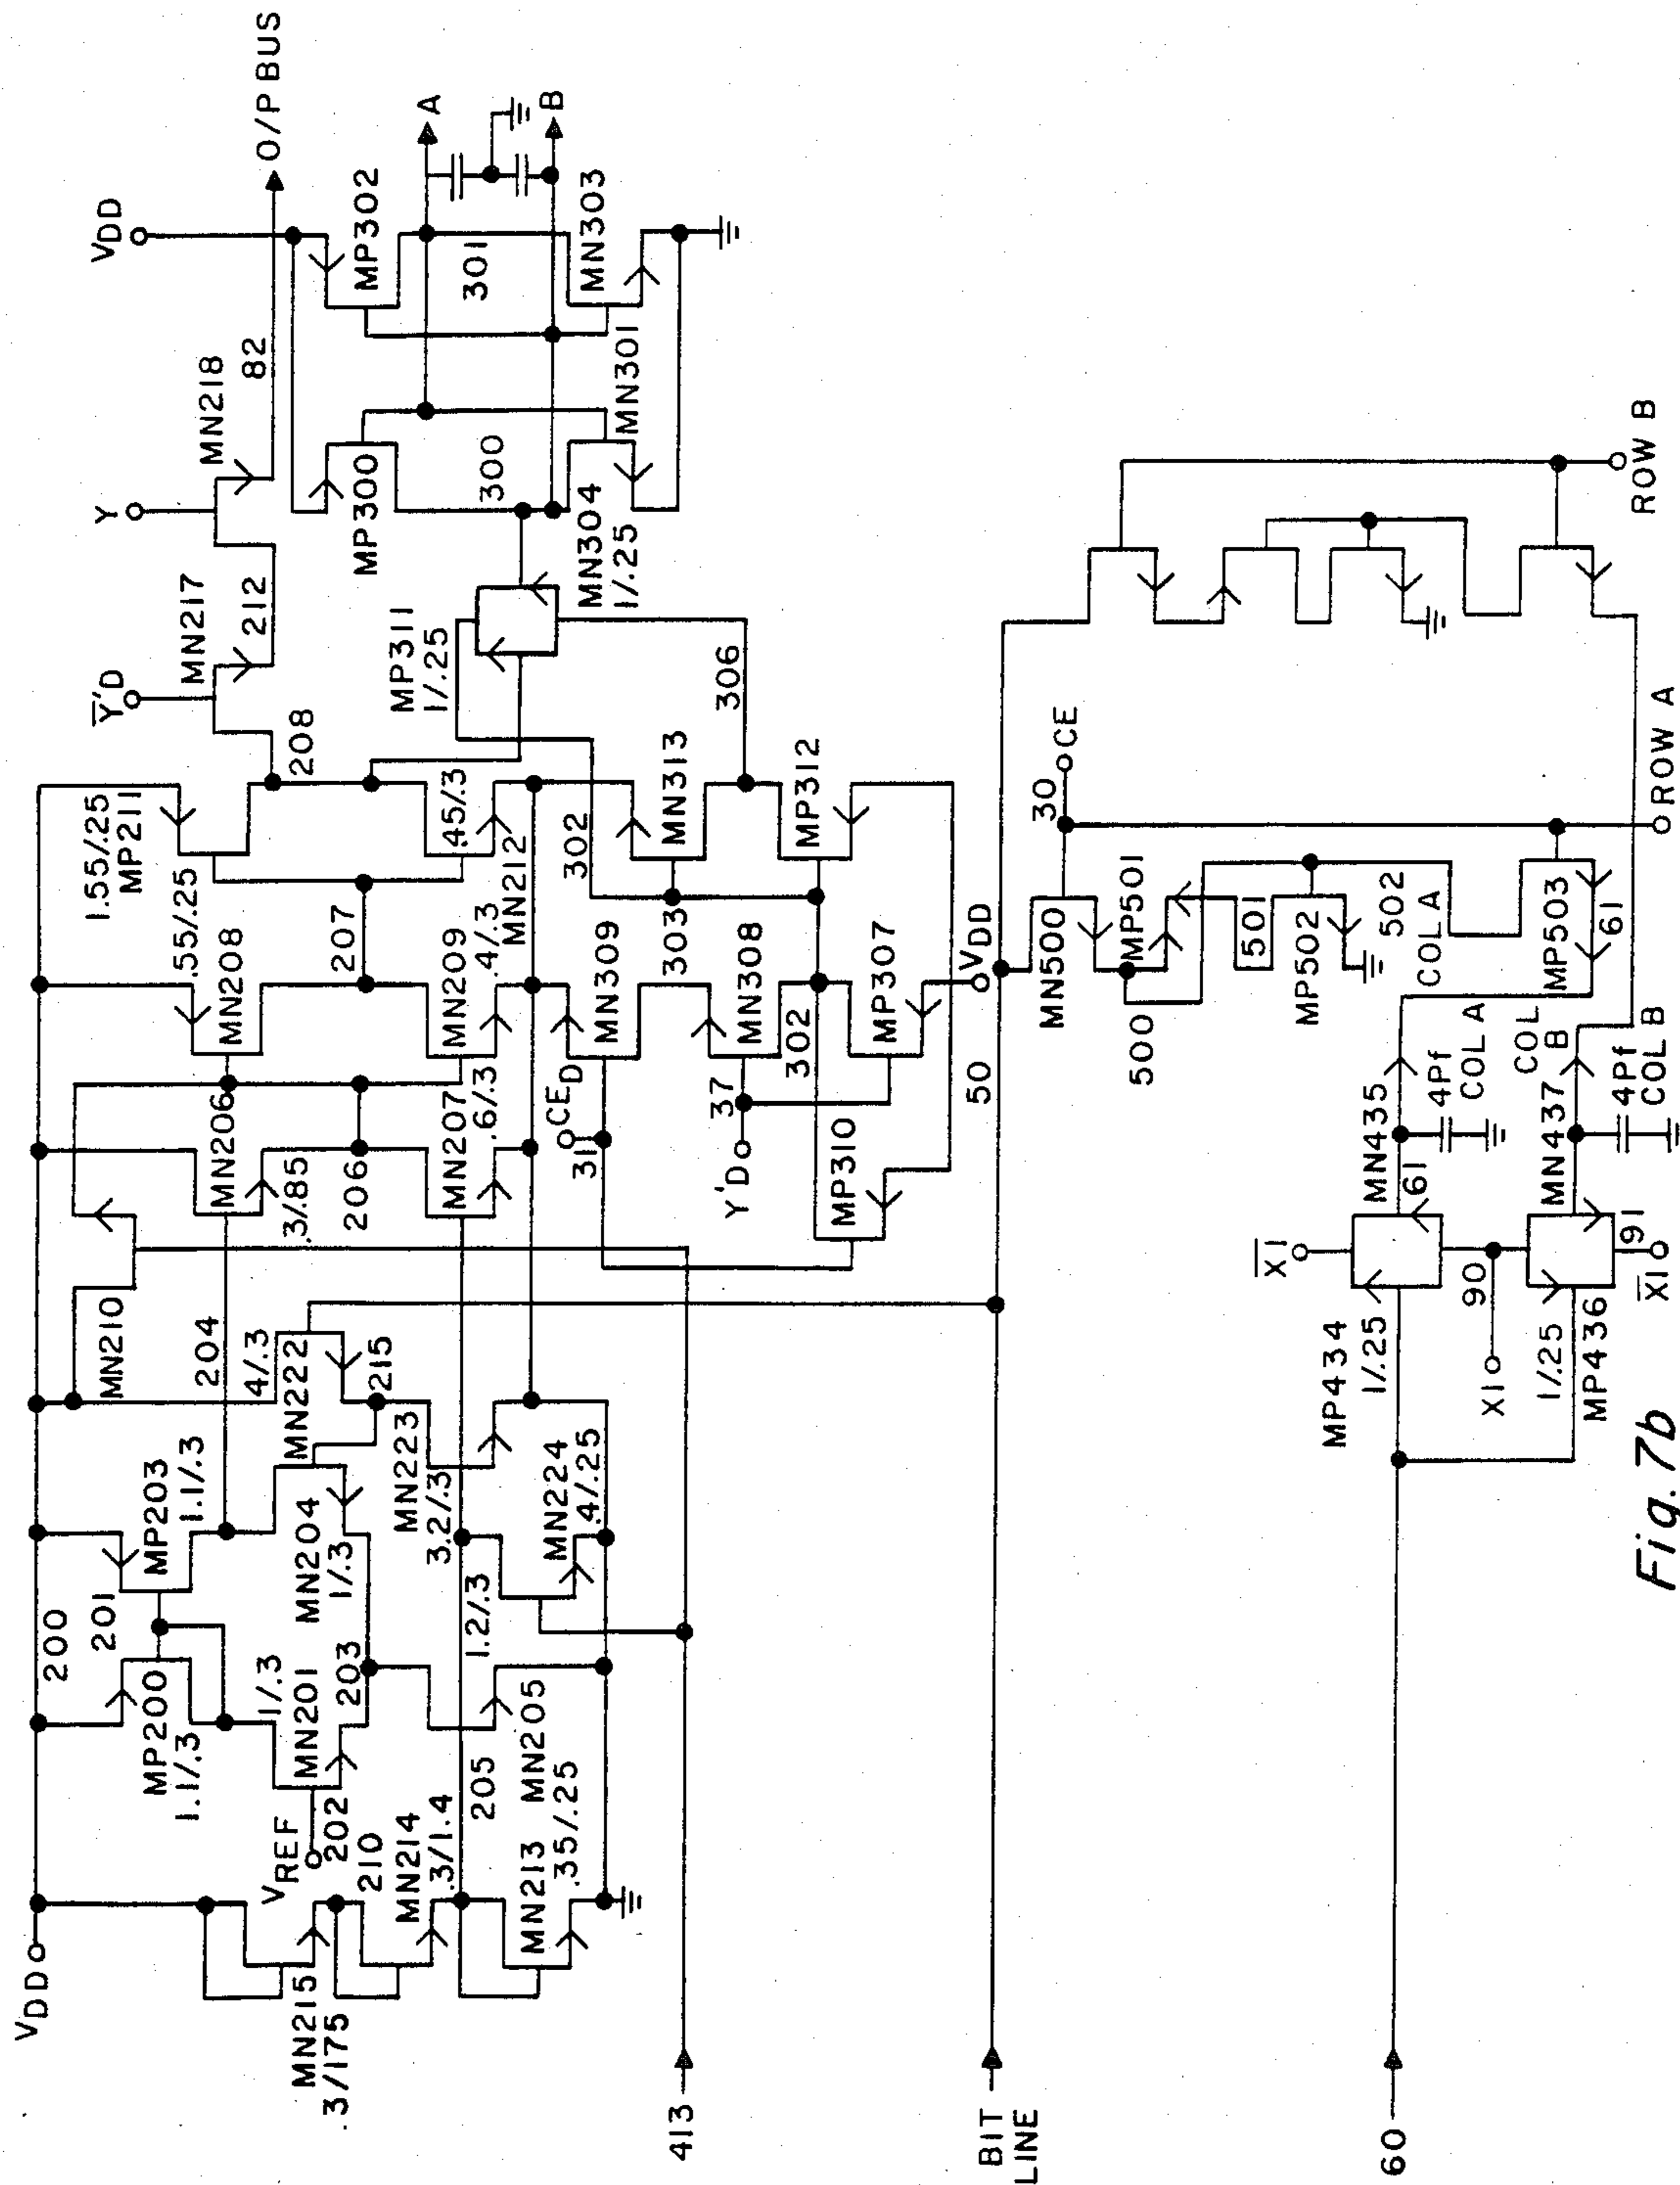 VDD
200
201
MP200
1.1/.3
MP203
1.1/.3
1/.3
MN201
203
VREF
202
210
MN215
.3/175
MN214
.3/1.4
205
MN213
.35/.25
MN205
MN204
1/.3
1.2/.3
MN223
3.2/.3
MN224
.4/.25
MN222
4/.3
215
204
MN210
MN206
.3/.85
206
MN207
.6/.3
MN208
.55/.25
207
MN209
.4/.3
1.55/.25
MP211
208
.45/.3
MN212
Y'D
MN217
212
Y
MN218
82
O/P BUS
VDD
MP302
301
MN303
A
B
MP300
300
MN301
MN304
1/.25
MP311
1/.25
306
302
MN313
MP312
303
MN309
CED
31
MN308
37
Y'D
302
MP307
MP310
VDD
50
413
BIT
LINE
MN500
30
CE
MP501
500
501
MP502
502
COL A
MP503
61
ROW A
ROW B
60
X1
MP434
1/.25
MN435
61
4Pf
COL A
90
X1
1/.25
MP436
MN437
COL
B
4Pf
COL B
91
X1
Fig. 7b